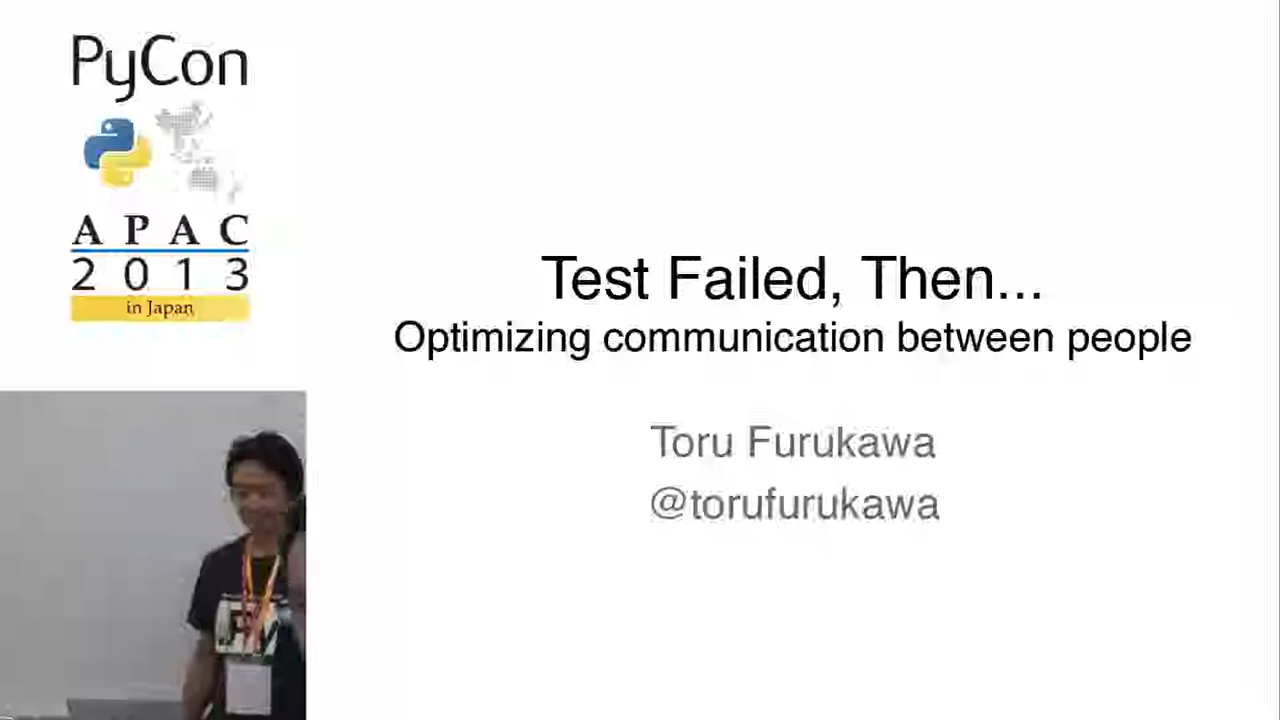 PyCon
APAC
2013
in Japan
Test Failed, Then...
Optimizing communication between people
Toru Furukawa
@torufurukawa